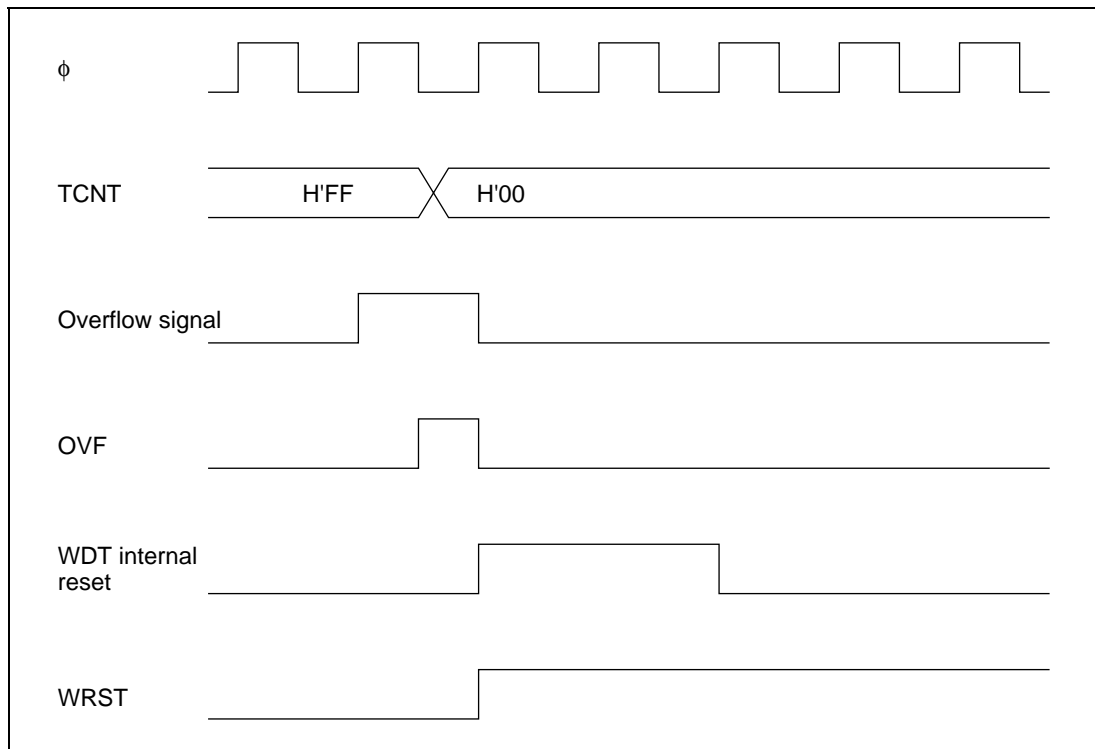 ϕ
TCNT
H'FF
H'00
Overflow signal
OVF
WDT internal
reset
WRST